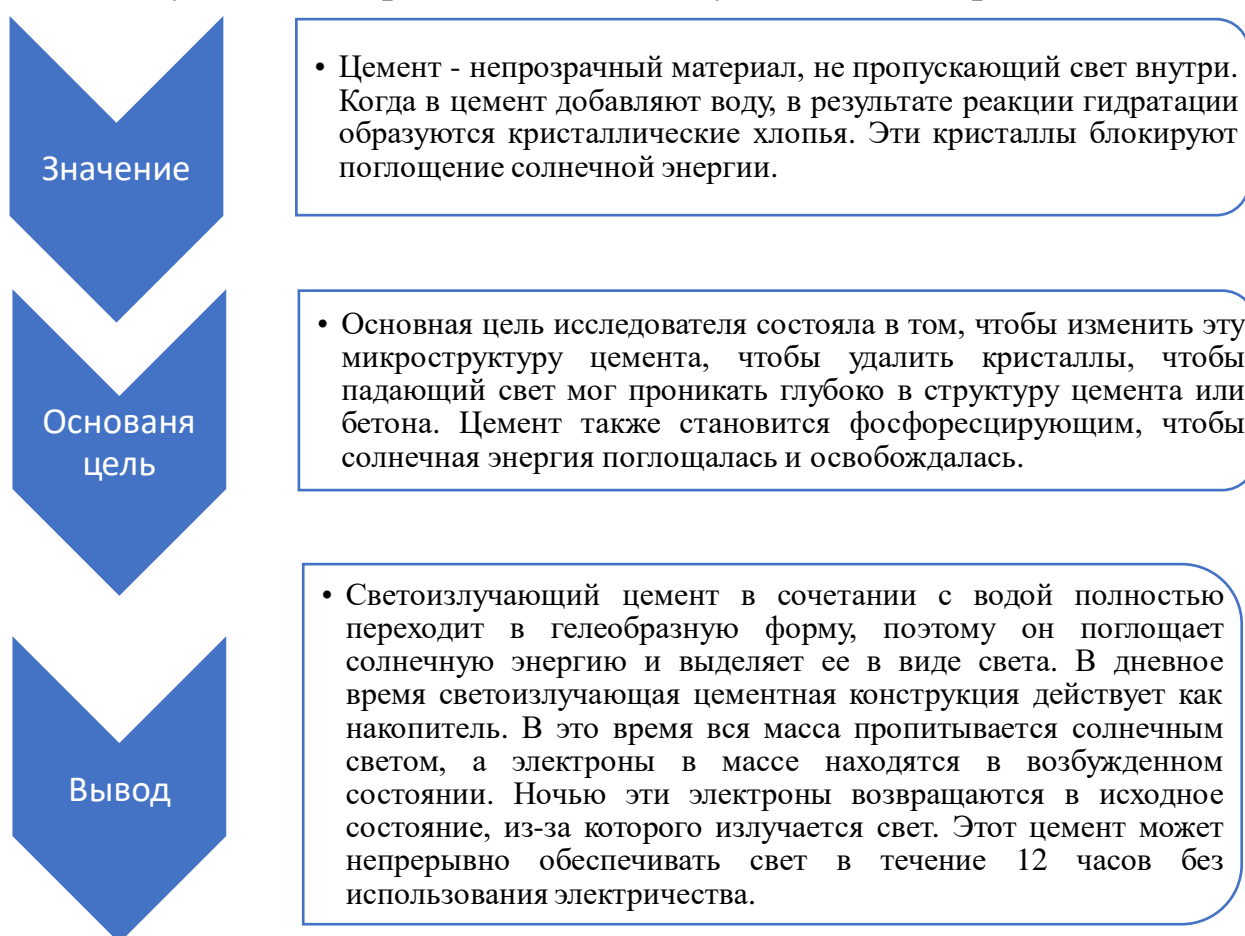 Значение
• Цемент - непрозрачный материал, не пропускающий свет внутри.
Когда в цемент добавляют воду, в результате реакции гидратации
образуются кристаллические хлопья. Эти кристаллы блокируют
поглощение солнечной энергии.
Основаня
цель
• Основная цель исследователя состояла в том, чтобы изменить эту
микроструктуру цемента, чтобы удалить кристаллы, чтобы
падающий свет мог проникать глубоко в структуру цемента или
бетона. Цемент также становится фосфоресцирующим, чтобы
солнечная энергия поглощалась и освобождалась.
Вывод
• Светоизлучающий цемент в сочетании с водой полностью
переходит в гелеобразную форму, поэтому он поглощает
солнечную энергию и выделяет ее в виде света. В дневное
время светоизлучающая цементная конструкция действует как
накопитель. В это время вся масса пропитывается солнечным
светом, а электроны в массе находятся в возбужденном
состоянии. Ночью эти электроны возвращаются в исходное
состояние, из-за которого излучается свет. Этот цемент может
непрерывно обеспечивать свет в течение 12 часов без
использования электричества.